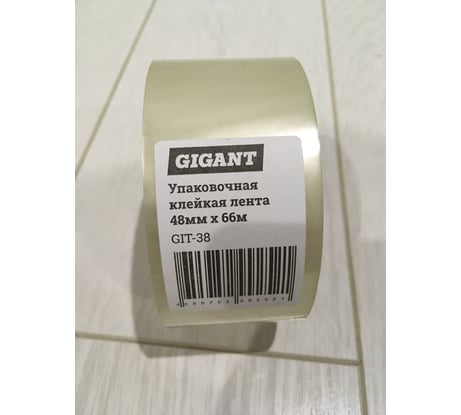 GIGANT
Упаковочная
клейкая лента
48мм х 66м
GIT-38